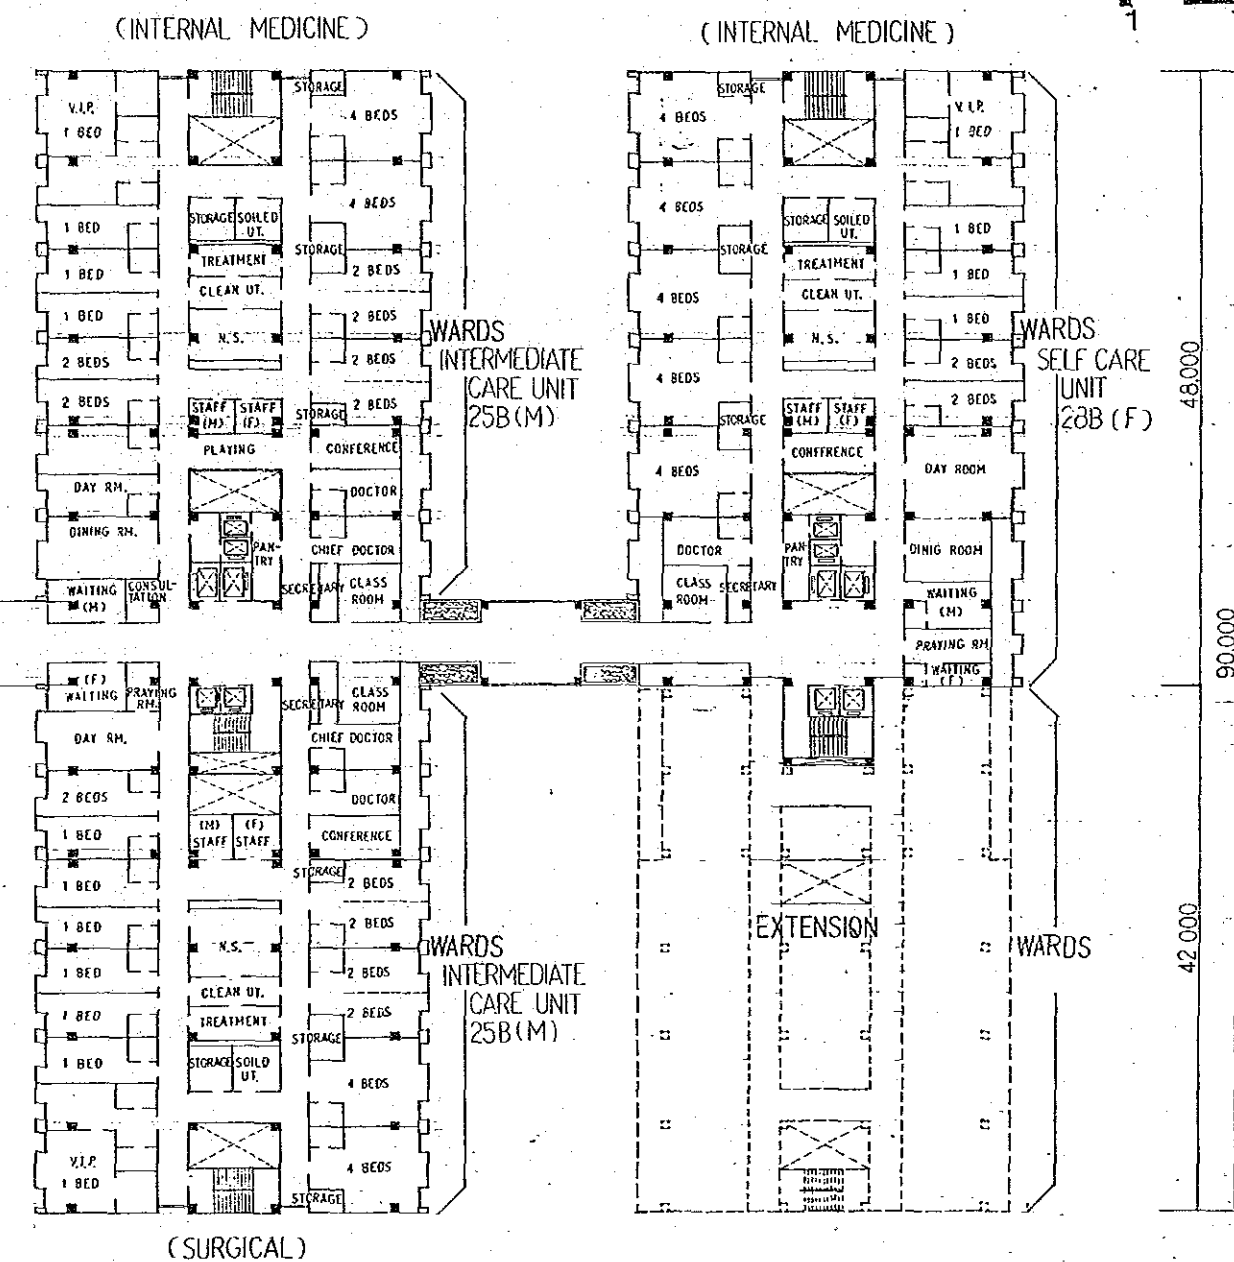 (INTERNAL MEDICINE)
(INTERNAL MEDICINE)
1
STORAGE
V.I.P.
1 BED
4 BEDS
4 BEDS
STORAGE
SOILED
UT.
1 BED
TREATMENT
STORAGE
1 BED
2 BEDS
CLEAN UT.
1 BED
2 BEDS
N.S.
2 BEDS
2 BEDS
2 BEDS
2 BEDS
STAFF
(M)
STAFF
(F)
STORAGE
PLAYING
CONFERENCE
DAY RM.
DOCTOR
DINING RM.
PAN-
TRY
CHIEF DOCTOR
WAITING
(M)
CONSUL-
TATION
SECRETARY
CLASS
ROOM
WARDS
INTERMEDIATE
CARE UNIT
25B(M)
STORAGE
4 BEDS
V.I.P.
1 BED
4 BEDS
STORAGE
SOILED
UT.
1 BED
STORAGE
TREATMENT
1 BED
4 BEDS
CLEAN UT.
1 BED
N.S.
2 BEDS
4 BEDS
2 BEDS
STAFF
(M)
STAFF
(F)
STORAGE
CONFFRENCE
4 BEDS
DAY ROOM
DOCTOR
PAN-
TRY
DINIG ROOM
CLASS
ROOM
SECRETARY
WAITING
(M)
PRAYING RM
WAITING
(F)
WARDS
SELF CARE
UNIT
28B(F)
48,000
90,000
42,000
(F)
WAITING
PRAYING
RM.
SECRETARY
CLASS
ROOM
DAY RM.
CHIEF DOCTOR
2 BEDS
DOCTOR
(M)
STAFF
(F)
STAFF
1 BED
CONFERENCE
STORAGE
1 BED
2 BEDS
1 BED
2 BEDS
N.S.
1 BED
2 BEDS
CLEAN UT.
1 BED
2 BEDS
TREATMENT
STORAGE
1 BED
STORAGE
SOILD
UT.
4 BEDS
V.I.P.
1 BED
4 BEDS
STORAGE
WARDS
INTERMEDIATE
CARE UNIT
25B(M)
EXTENSION
WARDS
(SURGICAL)